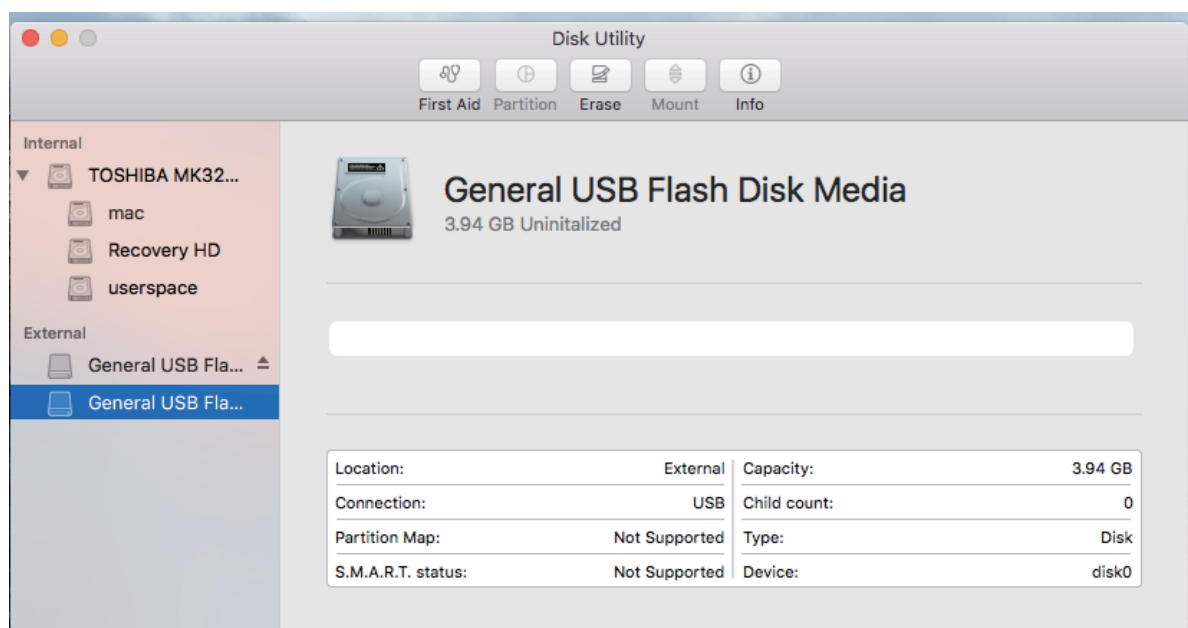 Disk Utility
First Aid Partition Erase Mount Info
Internal
TOSHIBA MK32...
mac
Recovery HD
userspace
External
General USB Fla...
General USB Fla...
General USB Flash Disk Media
3.94 GB Uninitalized
Location: External Capacity: 3.94 GB
Connection: USB Child count: 0
Partition Map: Not Supported Type: Disk
S.M.A.R.T. status: Not Supported Device: disk0